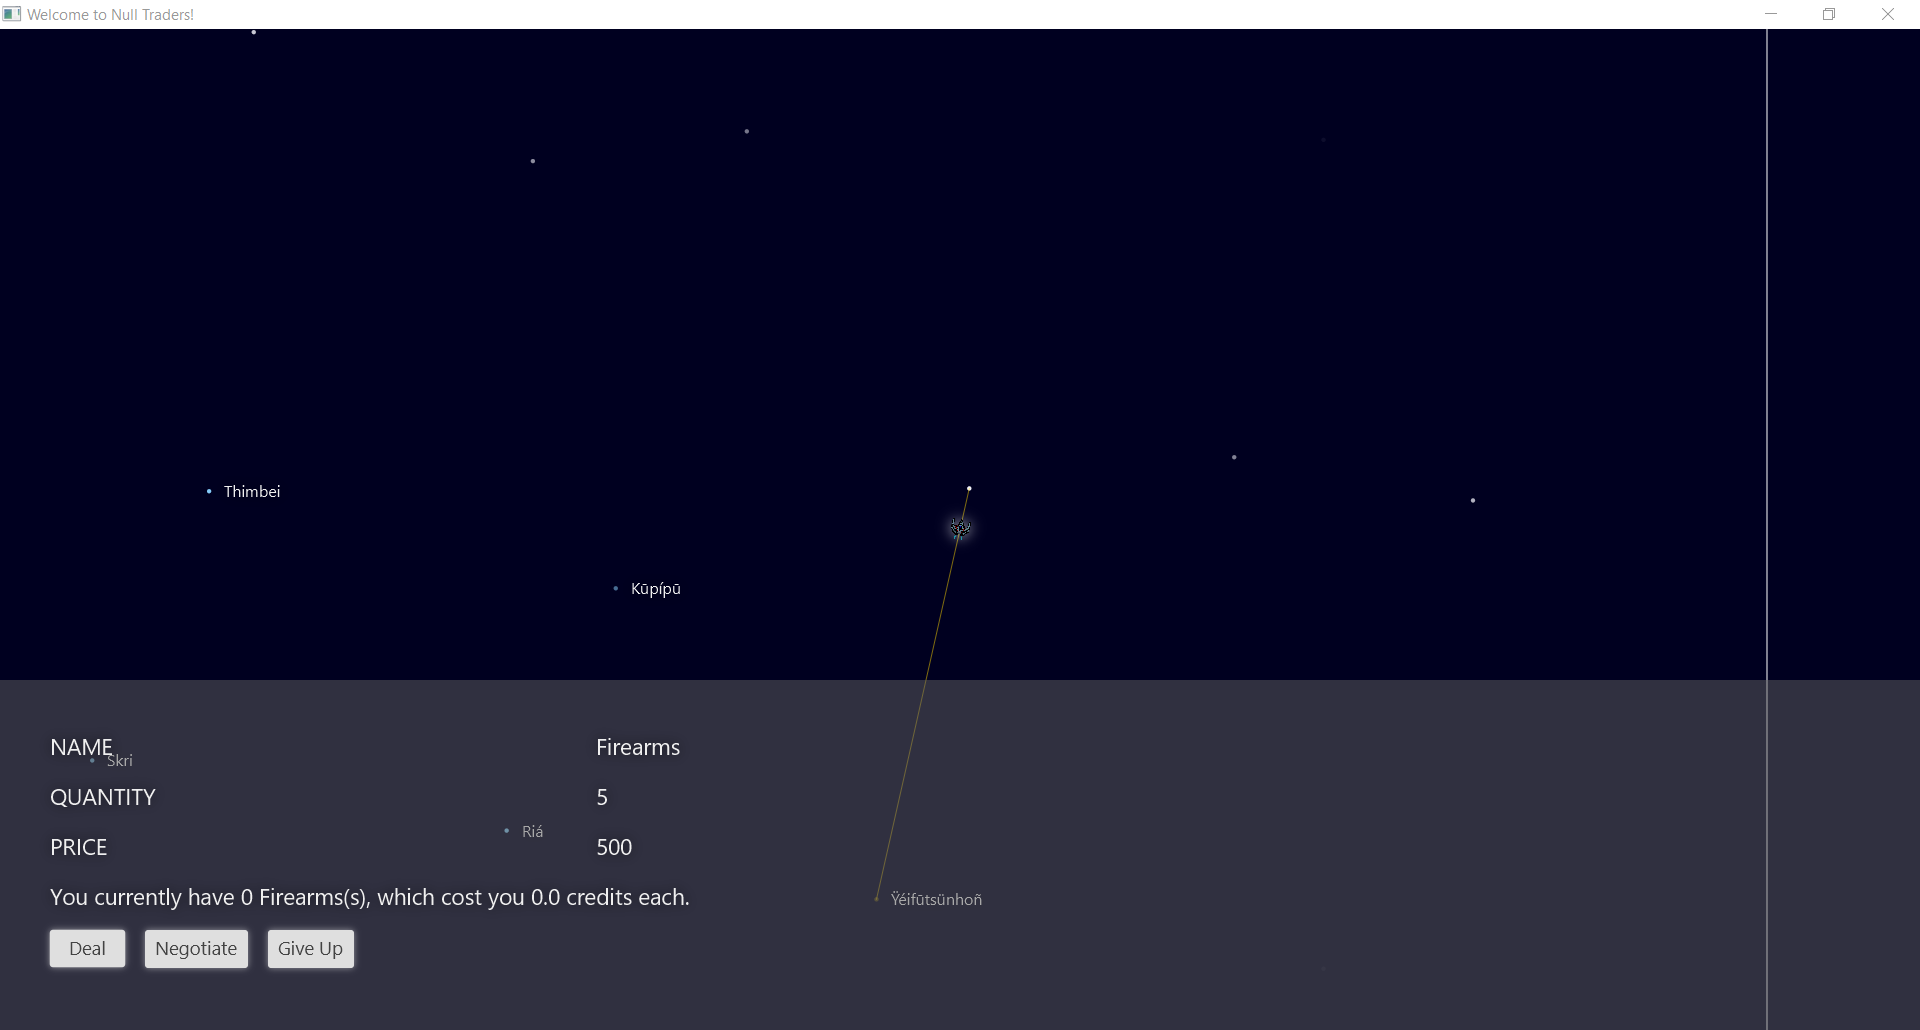 Welcome to Null Traders!
Thimbei
Kūpípū
NAME Firearms
Skri
QUANTITY 5
Riá
PRICE 500
You currently have 0 Firearms(s), which cost you 0.0 credits each.
Ÿéifūtsünhoñ
Deal Negotiate Give Up